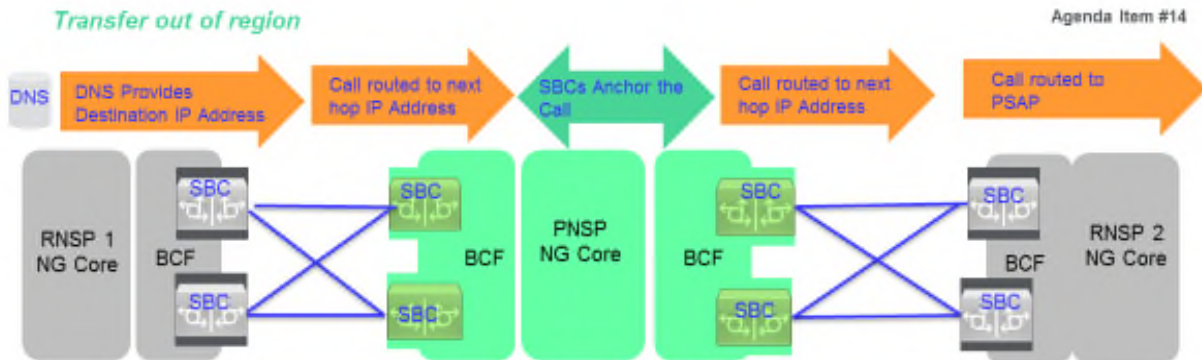 Transfer out of region
Agenda Item #14
DNS
DNS Provides
Destination IP Address
Call routed to next
hop IP Address
SBCs Anchor the
Call
Call routed to next
hop IP Address
Call routed to
PSAP
RNSP 1
NG Core
BCF
SBC
SBC
SBC
SBC
BCF
PNSP
NG Core
BCF
SBC
SBC
SBC
SBC
BCF
RNSP 2
NG Core